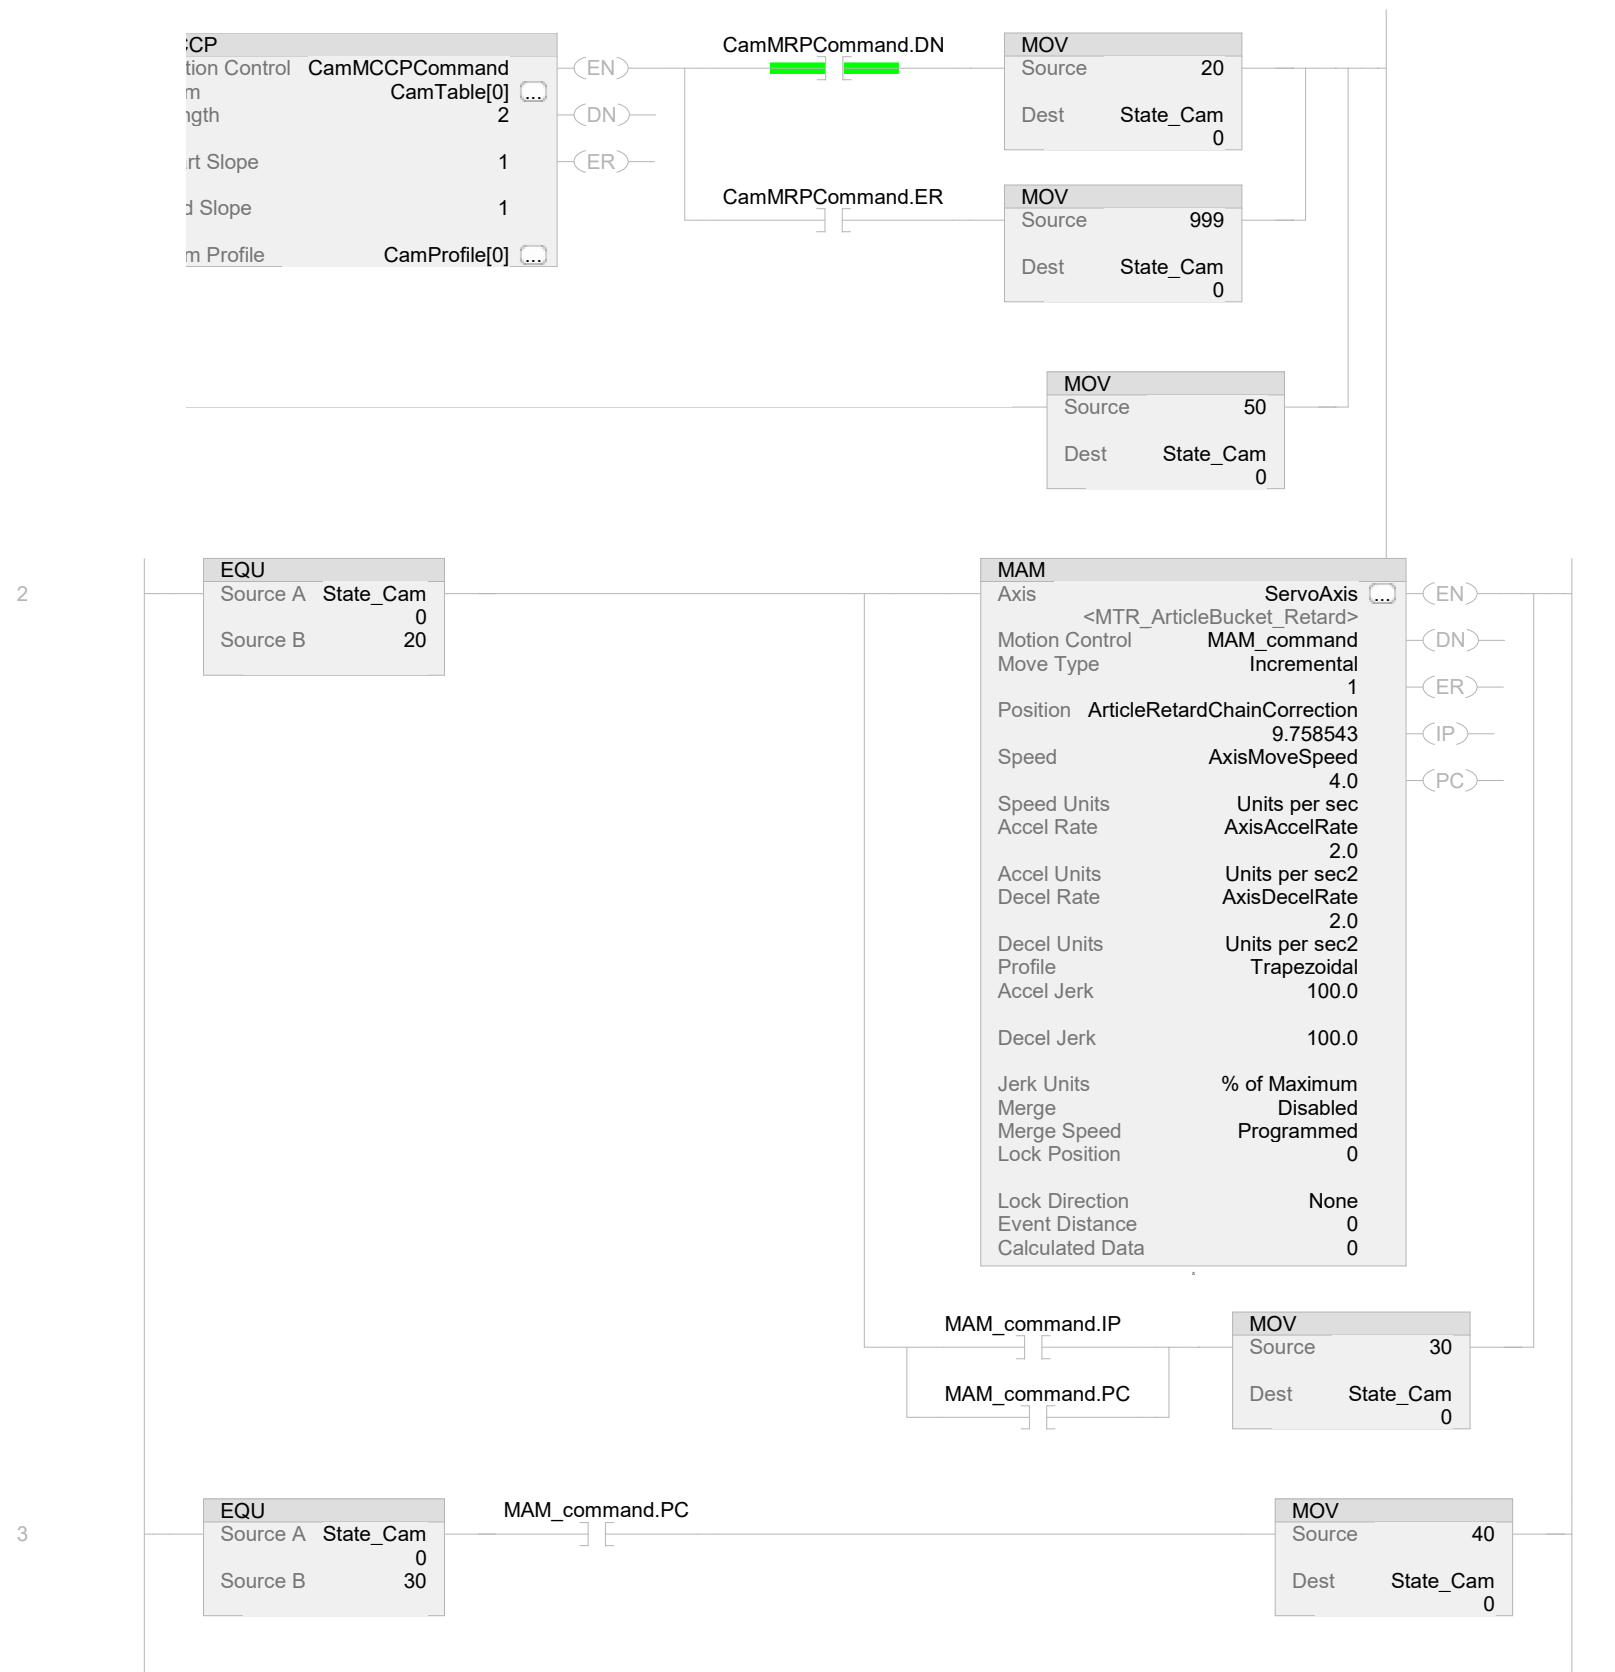 CCP
tion Control CamMCCPCommand
m CamTable[0] ...
ngth 2
rt Slope 1
d Slope 1
m Profile CamProfile[0] ...
EN
DN
ER
CamMRPCommand.DN
MOV
Source 20
Dest State_Cam
0
CamMRPCommand.ER
MOV
Source 999
Dest State_Cam
0
MOV
Source 50
Dest State_Cam
0
2
EQU
Source A State_Cam
0
Source B 20
MAM
Axis ServoAxis ...
<MTR_ArticleBucket_Retard>
Motion Control MAM_command
Move Type Incremental
1
Position ArticleRetardChainCorrection
9.758543
Speed AxisMoveSpeed
4.0
Speed Units Units per sec
Accel Rate AxisAccelRate
2.0
Accel Units Units per sec2
Decel Rate AxisDecelRate
2.0
Decel Units Units per sec2
Profile Trapezoidal
Accel Jerk 100.0
Decel Jerk 100.0
Jerk Units % of Maximum
Merge Disabled
Merge Speed Programmed
Lock Position 0
Lock Direction None
Event Distance 0
Calculated Data 0
EN
DN
ER
IP
PC
MAM_command.IP
MAM_command.PC
MOV
Source 30
Dest State_Cam
0
3
EQU
Source A State_Cam
0
Source B 30
MAM_command.PC
MOV
Source 40
Dest State_Cam
0